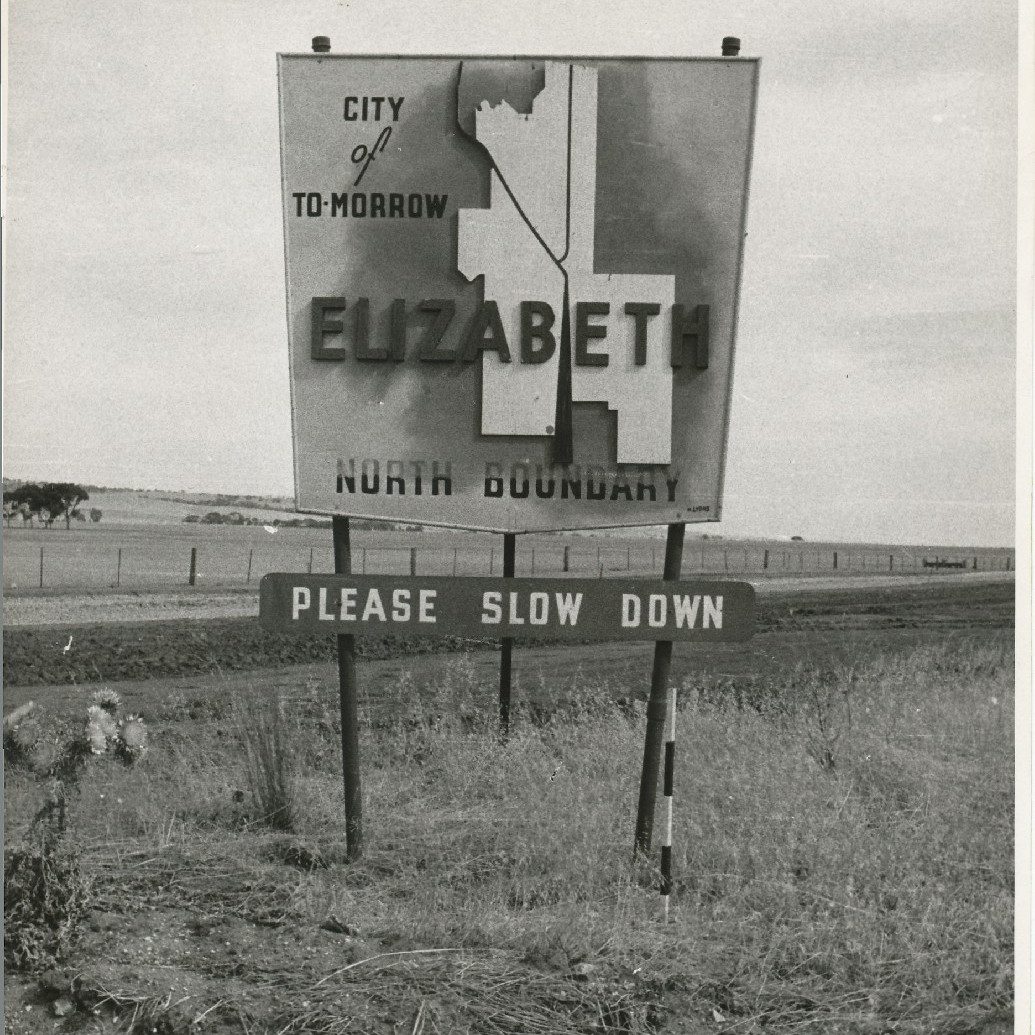 CITY
of
TO-MORROW
ELIZABETH
NORTH BOUNDARY
PLEASE SLOW DOWN